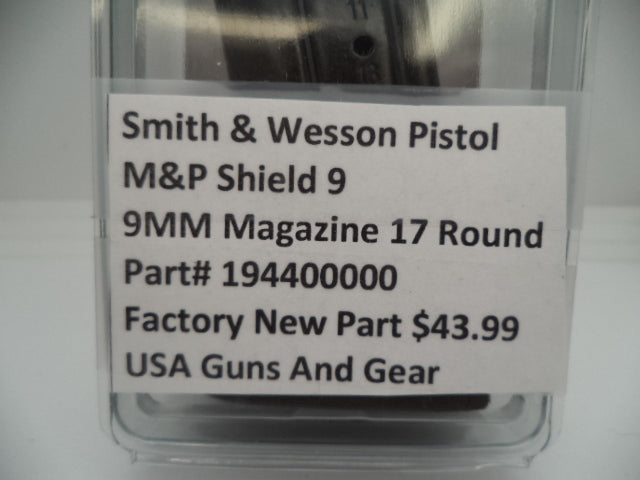 11
Smith & Wesson Pistol
M&P Shield 9
9MM Magazine 17 Round
Part# 194400000
Factory New Part $43.99
USA Guns And Gear